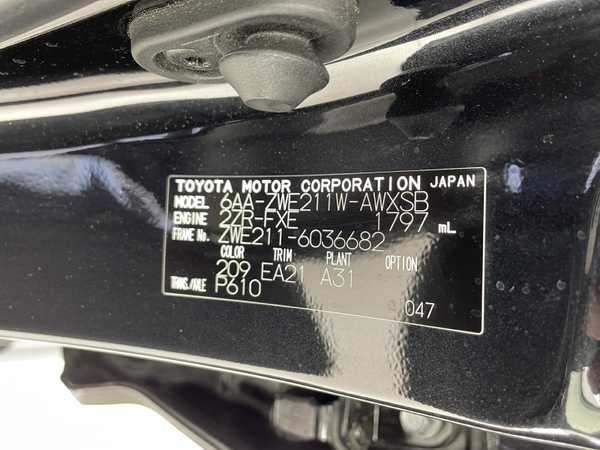 TOYOTA MOTOR CORPORATION JAPAN
MODEL 6AA-ZWE211W-AWXSB
ENGINE 2ZR-FXE 1797 mL
FRAME No. ZWE211-6036682
COLOR TRIM PLANT OPTION
209 EA21 A31
TRANS./AXLE P610
047